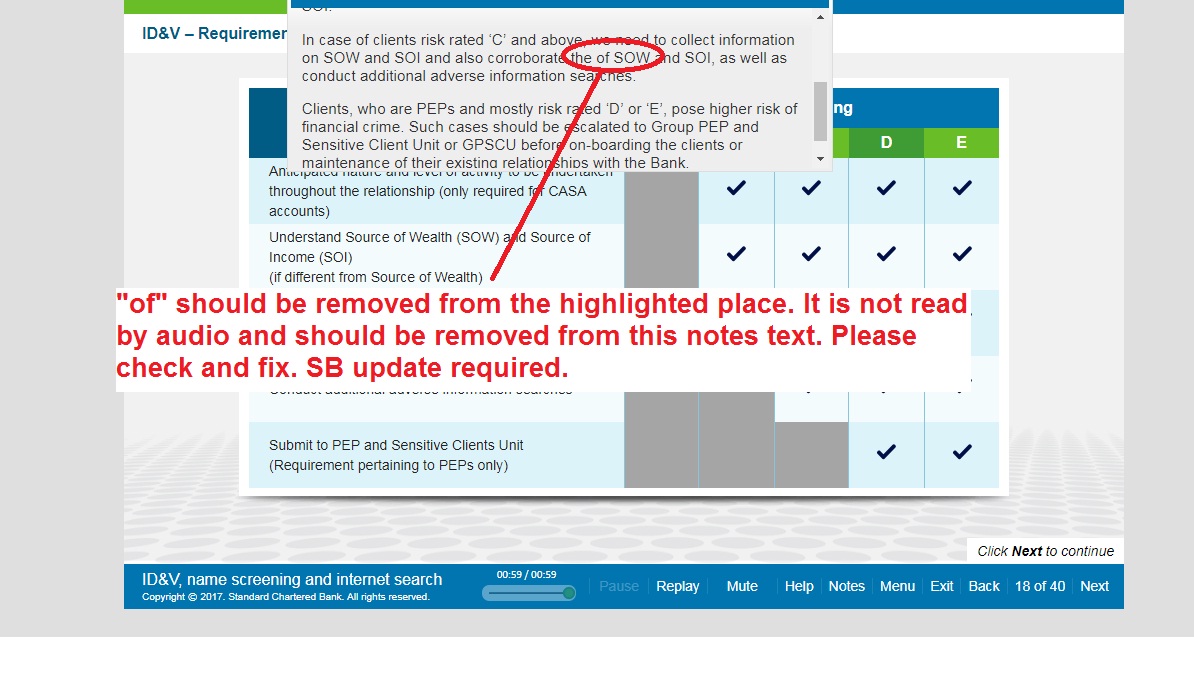 SOI.
ID&V – Requiremen
In case of clients risk rated ‘C’ and above, we need to collect information
on SOW and SOI and also corroborate the of SOW and SOI, as well as
conduct additional adverse information searches.
Clients, who are PEPs and mostly risk rated ‘D’ or ‘E’, pose higher risk of
financial crime. Such cases should be escalated to Group PEP and
Sensitive Client Unit or GPSCU before on-boarding the clients or
maintenance of their existing relationships with the Bank.
ng
D E
Anticipated nature and level of activity to be undertaken
throughout the relationship (only required for CASA
accounts)
Understand Source of Wealth (SOW) and Source of
Income (SOI)
(if different from Source of Wealth)
"of" should be removed from the highlighted place. It is not read
by audio and should be removed from this notes text. Please
check and fix. SB update required.
Conduct additional adverse information searches
Submit to PEP and Sensitive Clients Unit
(Requirement pertaining to PEPs only)
Click Next to continue
ID&V, name screening and internet search
Copyright © 2017. Standard Chartered Bank. All rights reserved.
00:59 / 00:59
Pause Replay Mute Help Notes Menu Exit Back 18 of 40 Next